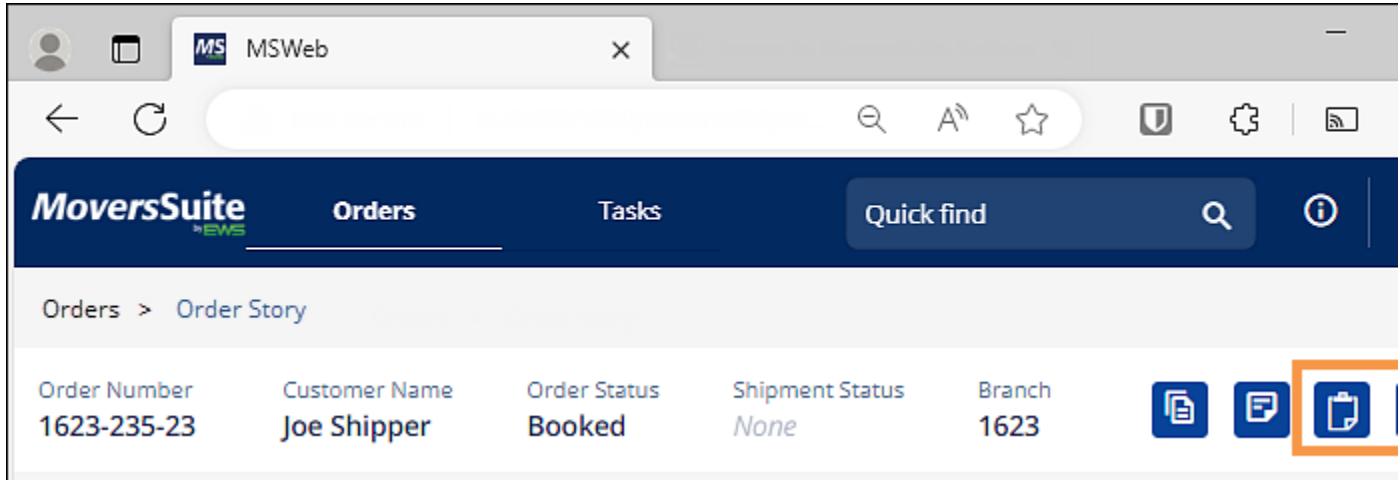 MS MSWeb
MoversSuite Orders Tasks Quick find
by EWS
Orders > Order Story
Order Number Customer Name Order Status Shipment Status Branch
1623-235-23 Joe Shipper Booked None 1623